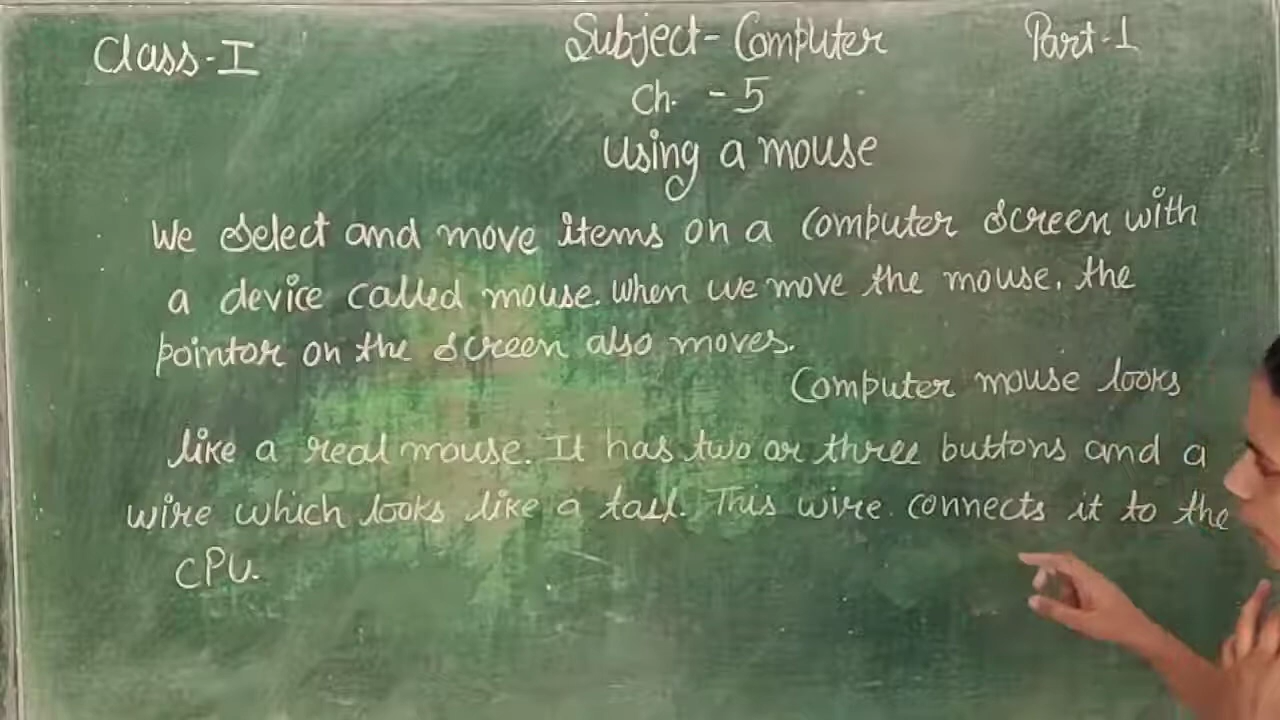 Class-I Subject-Computer Part-1
Ch. - 5
Using a mouse
We select and move items on a computer screen with
a device called mouse. When we move the mouse, the
pointor on the screen also moves.
Computer mouse looks
like a real mouse. It has two or three buttons and a
wire which looks like a tail. This wire connects it to the
CPU.